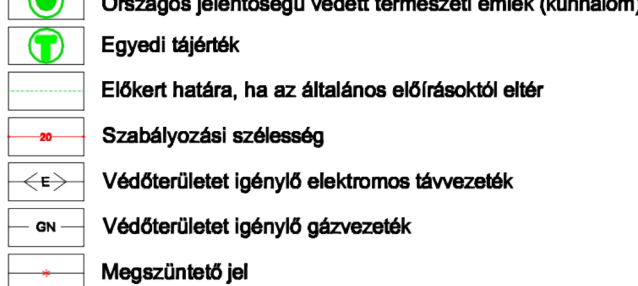 Országos jelentőségű védett természeti emlék (kunhalom)
T Egyedi tájérték
Előkert határa, ha az általános előírásoktól eltér
20 Szabályozási szélesség
E Védőterületet igénylő elektromos távvezeték
GN Védőterületet igénylő gázvezeték
Megszüntető jel